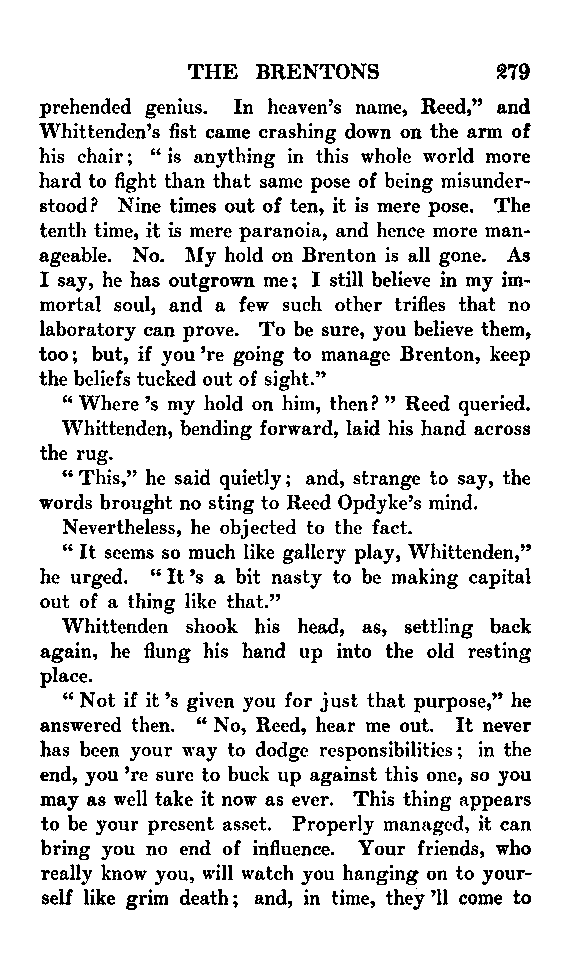 THE BRENTONS 279
prehended genius. In heaven's name, Reed," and
Whittenden's fist came crashing down on the arm of
his chair; "is anything in this whole world more
hard to fight than that same pose of being misunder-
stood? Nine times out of ten, it is mere pose. The
tenth time, it is mere paranoia, and hence more man-
ageable. No. My hold on Brenton is all gone. As
I say, he has outgrown me; I still believe in my im-
mortal soul, and a few such other trifles that no
laboratory can prove. To be sure, you believe them,
too; but, if you 're going to manage Brenton, keep
the beliefs tucked out of sight."
"Where 's my hold on him, then?" Reed queried.
Whittenden, bending forward, laid his hand across
the rug.
"This," he said quietly; and, strange to say, the
words brought no sting to Reed Opdyke's mind.
Nevertheless, he objected to the fact.
"It seems so much like gallery play, Whittenden,"
he urged. "It 's a bit nasty to be making capital
out of a thing like that."
Whittenden shook his head, as, settling back
again, he flung his hand up into the old resting
place.
"Not if it 's given you for just that purpose," he
answered then. "No, Reed, hear me out. It never
has been your way to dodge responsibilities; in the
end, you 're sure to buck up against this one, so you
may as well take it now as ever. This thing appears
to be your present asset. Properly managed, it can
bring you no end of influence. Your friends, who
really know you, will watch you hanging on to your-
self like grim death; and, in time, they 'll come to